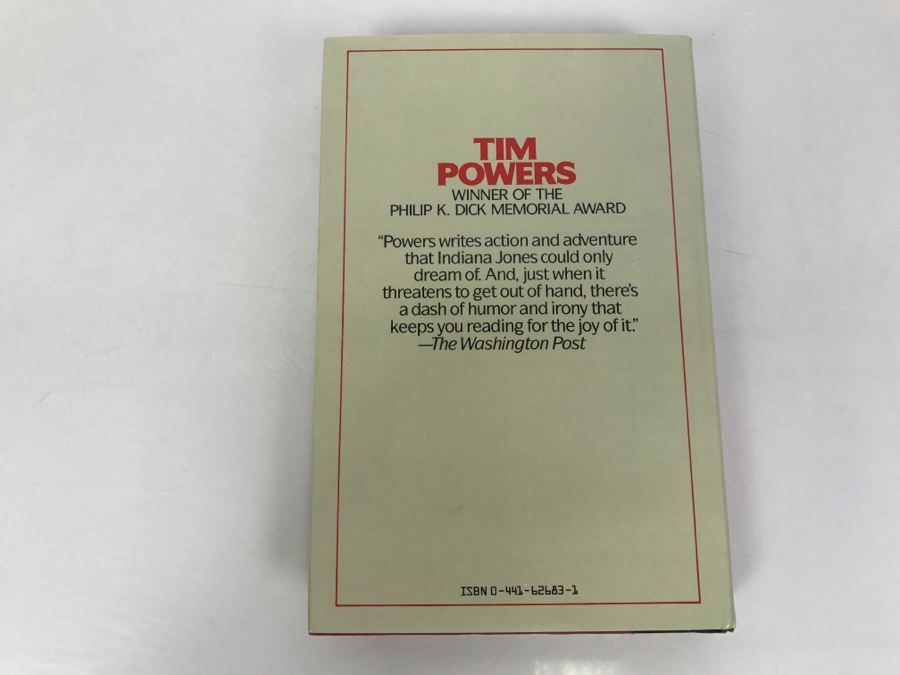 TIM
POWERS
WINNER OF THE
PHILIP K. DICK MEMORIAL AWARD
“Powers writes action and adventure
that Indiana Jones could only
dream of. And, just when it
threatens to get out of hand, there’s
a dash of humor and irony that
keeps you reading for the joy of it.”
—The Washington Post
ISBN 0-441-62683-1